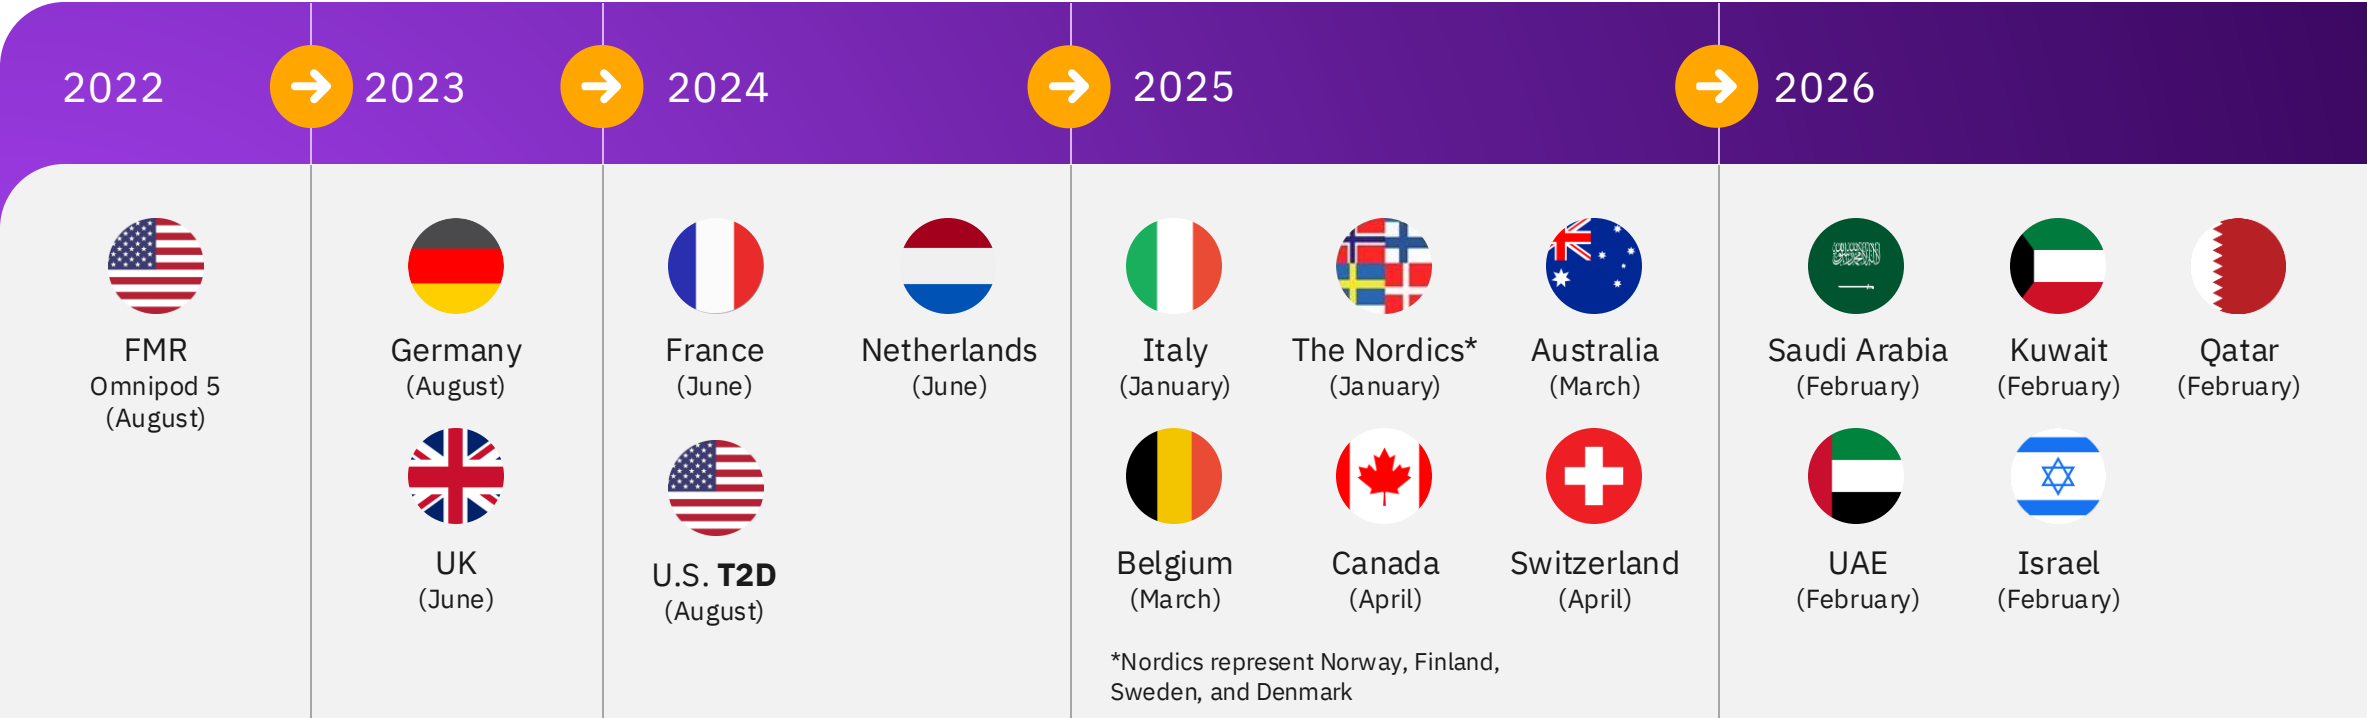 2022
2023
2024
2025
2026
FMR
Omnipod 5
(August)
Germany
(August)
UK
(June)
France
(June)
Netherlands
(June)
U.S. T2D
(August)
Italy
(January)
The Nordics*
(January)
Australia
(March)
Belgium
(March)
Canada
(April)
Switzerland
(April)
*Nordics represent Norway, Finland,
Sweden, and Denmark
Saudi Arabia
(February)
Kuwait
(February)
Qatar
(February)
UAE
(February)
Israel
(February)